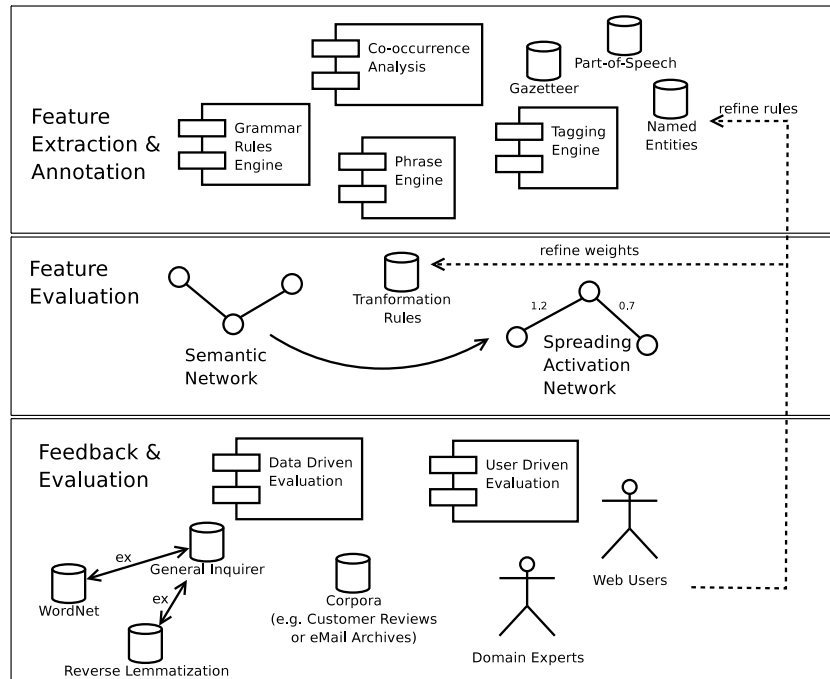 Feature
Extraction &
Annotation
Co-occurrence
Analysis
Gazetteer
Part-of-Speech
Grammar
Rules
Engine
Phrase
Engine
Tagging
Engine
Named
Entities
refine rules
Feature
Evaluation
Tranformation
Rules
refine weights
1.2
0.7
Semantic
Network
Spreading
Activation
Network
Feedback &
Evaluation
Data Driven
Evaluation
User Driven
Evaluation
ex
General Inquirer
WordNet
ex
Reverse Lemmatization
Corpora
(e.g. Customer Reviews
or eMail Archives)
Web Users
Domain Experts